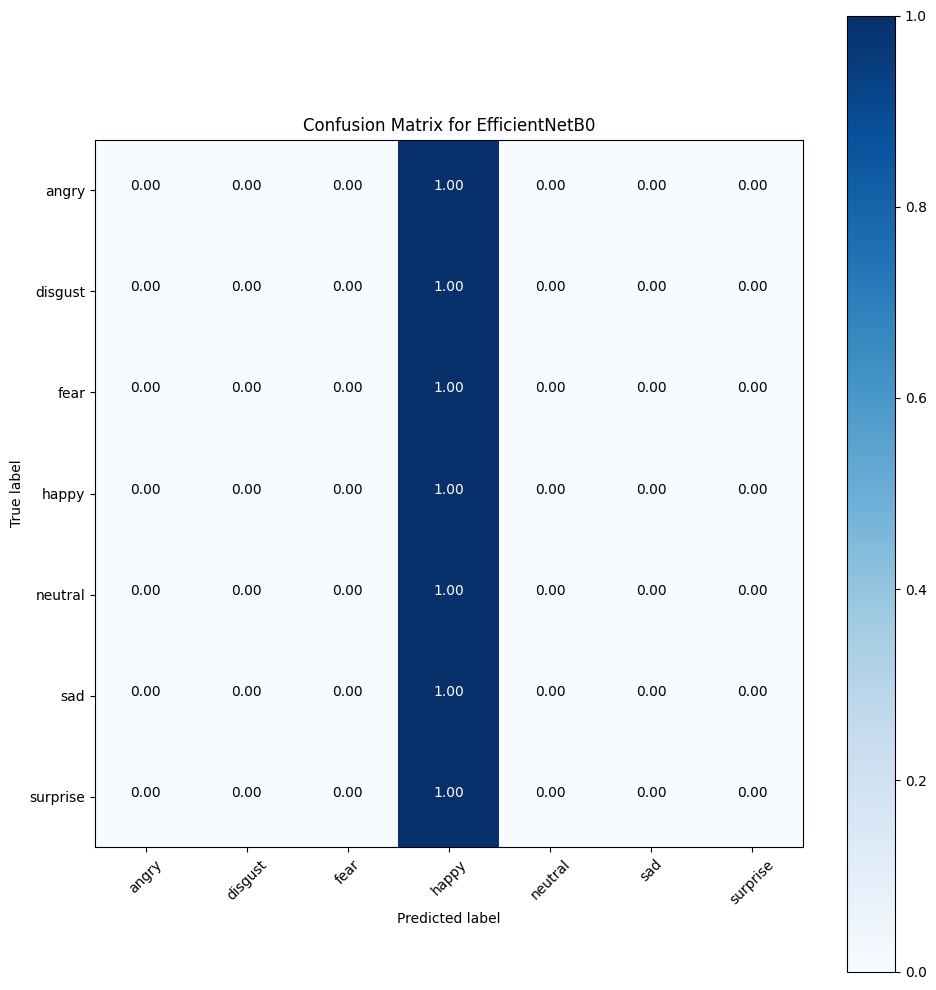 Confusion Matrix for EfficientNetB0
1.0
0.8
0.6
0.4
0.2
0.0
True label
angry 0.00 0.00 0.00 1.00 0.00 0.00 0.00
disgust 0.00 0.00 0.00 1.00 0.00 0.00 0.00
fear 0.00 0.00 0.00 1.00 0.00 0.00 0.00
happy 0.00 0.00 0.00 1.00 0.00 0.00 0.00
neutral 0.00 0.00 0.00 1.00 0.00 0.00 0.00
sad 0.00 0.00 0.00 1.00 0.00 0.00 0.00
surprise 0.00 0.00 0.00 1.00 0.00 0.00 0.00
angry disgust fear happy neutral sad surprise
Predicted label